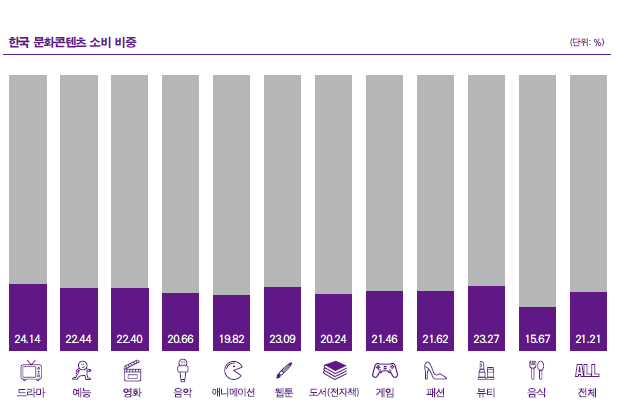 한국 문화콘텐츠 소비 비중
(단위: %)
24.14 22.44 22.40 20.66 19.82 23.09 20.24 21.46 21.62 23.27 15.67 21.21
ALL
드라마 예능 영화 음악 애니메이션 웹툰 도서(전자책) 게임 패션 뷰티 음식 전체